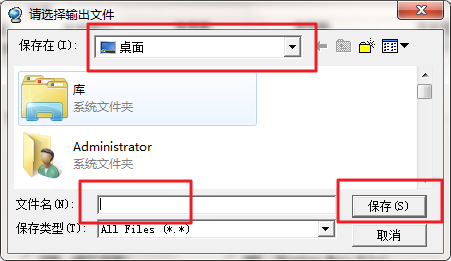 请选择输出文件
保存在(I):
桌面
库
系统文件夹
Administrator
系统文件夹
文件名(N):
保存(S)
保存类型(T):
All Files (*.*)
取消